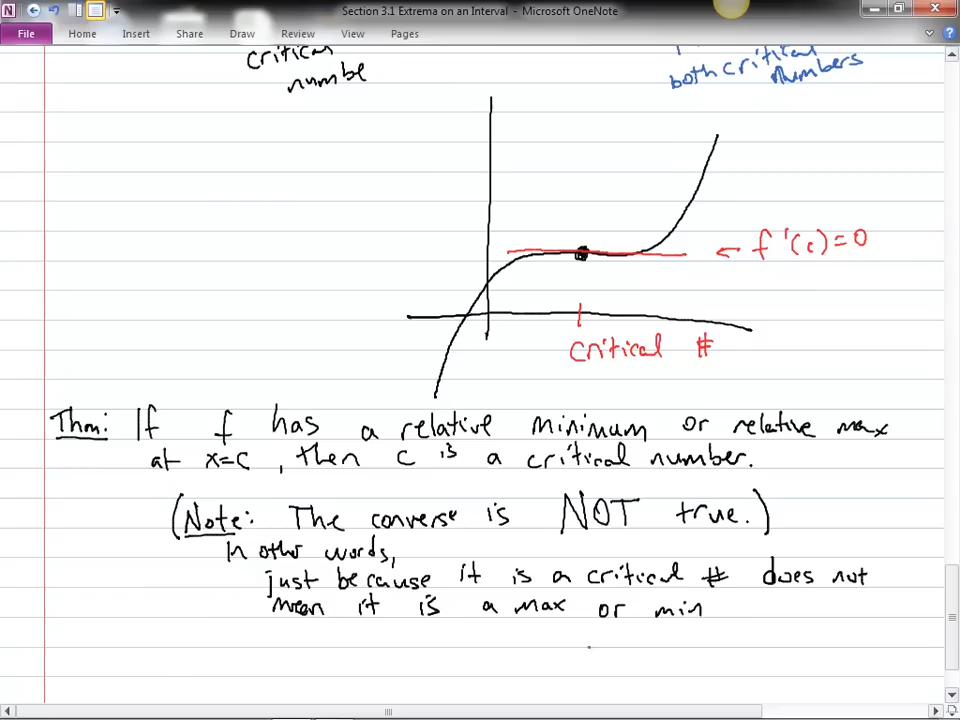 Section 3.1 Extrema on an Interval - Microsoft OneNote
File Home Insert Share Draw Review View Pages
critical
numbe
both critical
numbers
← f'(c)=0
critical #
Thm: If f has a relative minimum or relative max
at x=c, then c is a critical number.
(Note: The converse is NOT true.)
In other words,
just because it is a critical # does not
mean it is a max or min